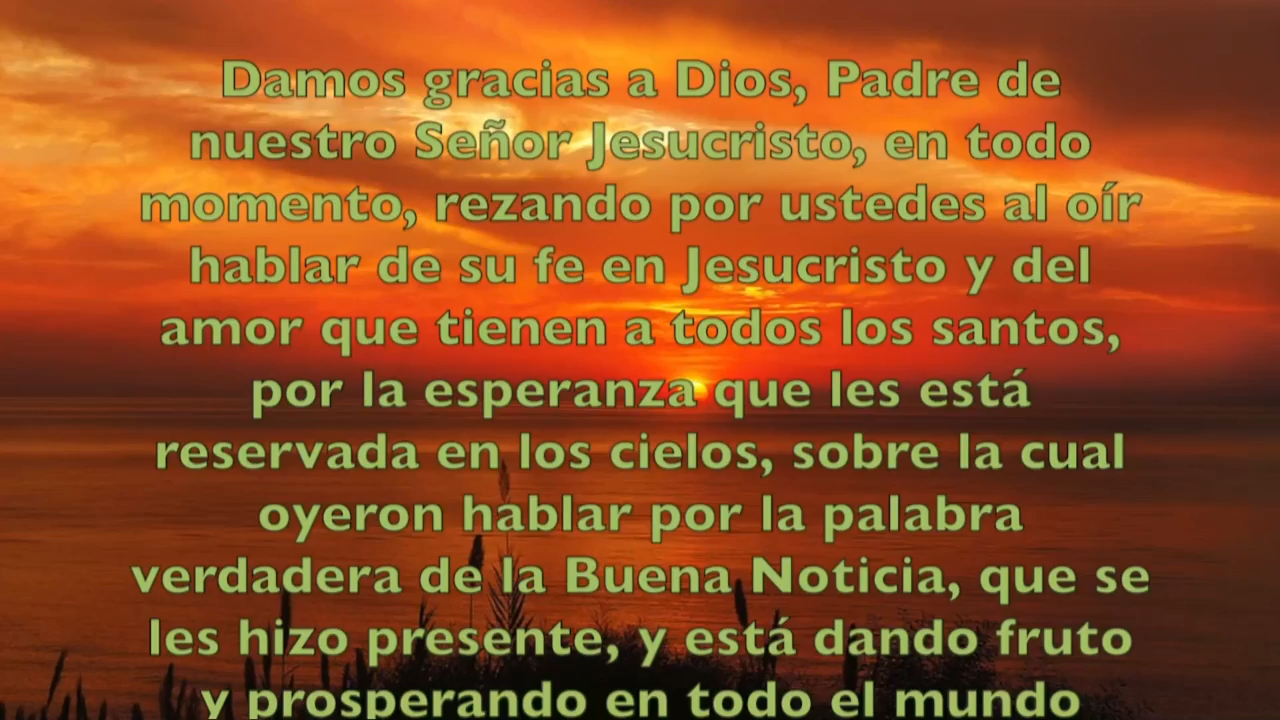 Damos gracias a Dios, Padre de
nuestro Señor Jesucristo, en todo
momento, rezando por ustedes al oír
hablar de su fe en Jesucristo y del
amor que tienen a todos los santos,
por la esperanza que les está
reservada en los cielos, sobre la cual
oyeron hablar por la palabra
verdadera de la Buena Noticia, que se
les hizo presente, y está dando fruto
y prosperando en todo el mundo